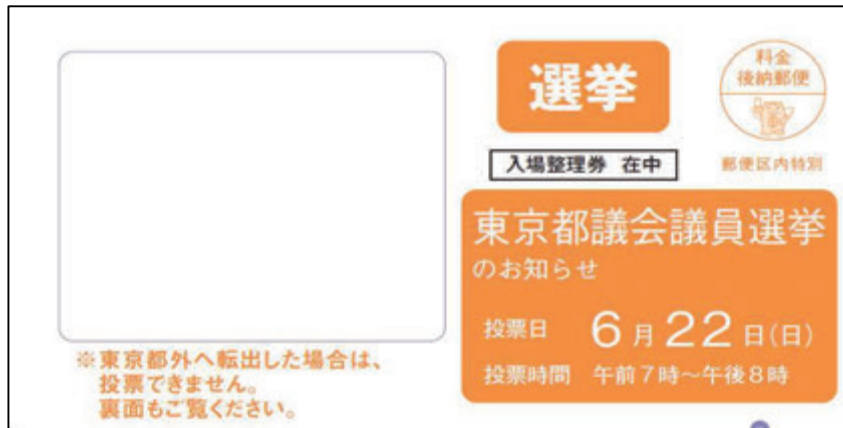 選挙
料金
後納郵便
入場整理券 在中
郵便区内特別
東京都議会議員選挙
のお知らせ
投票日 6月22日(日)
投票時間 午前7時~午後8時
※東京都外へ転出した場合は、
投票できません。
裏面もご覧ください。